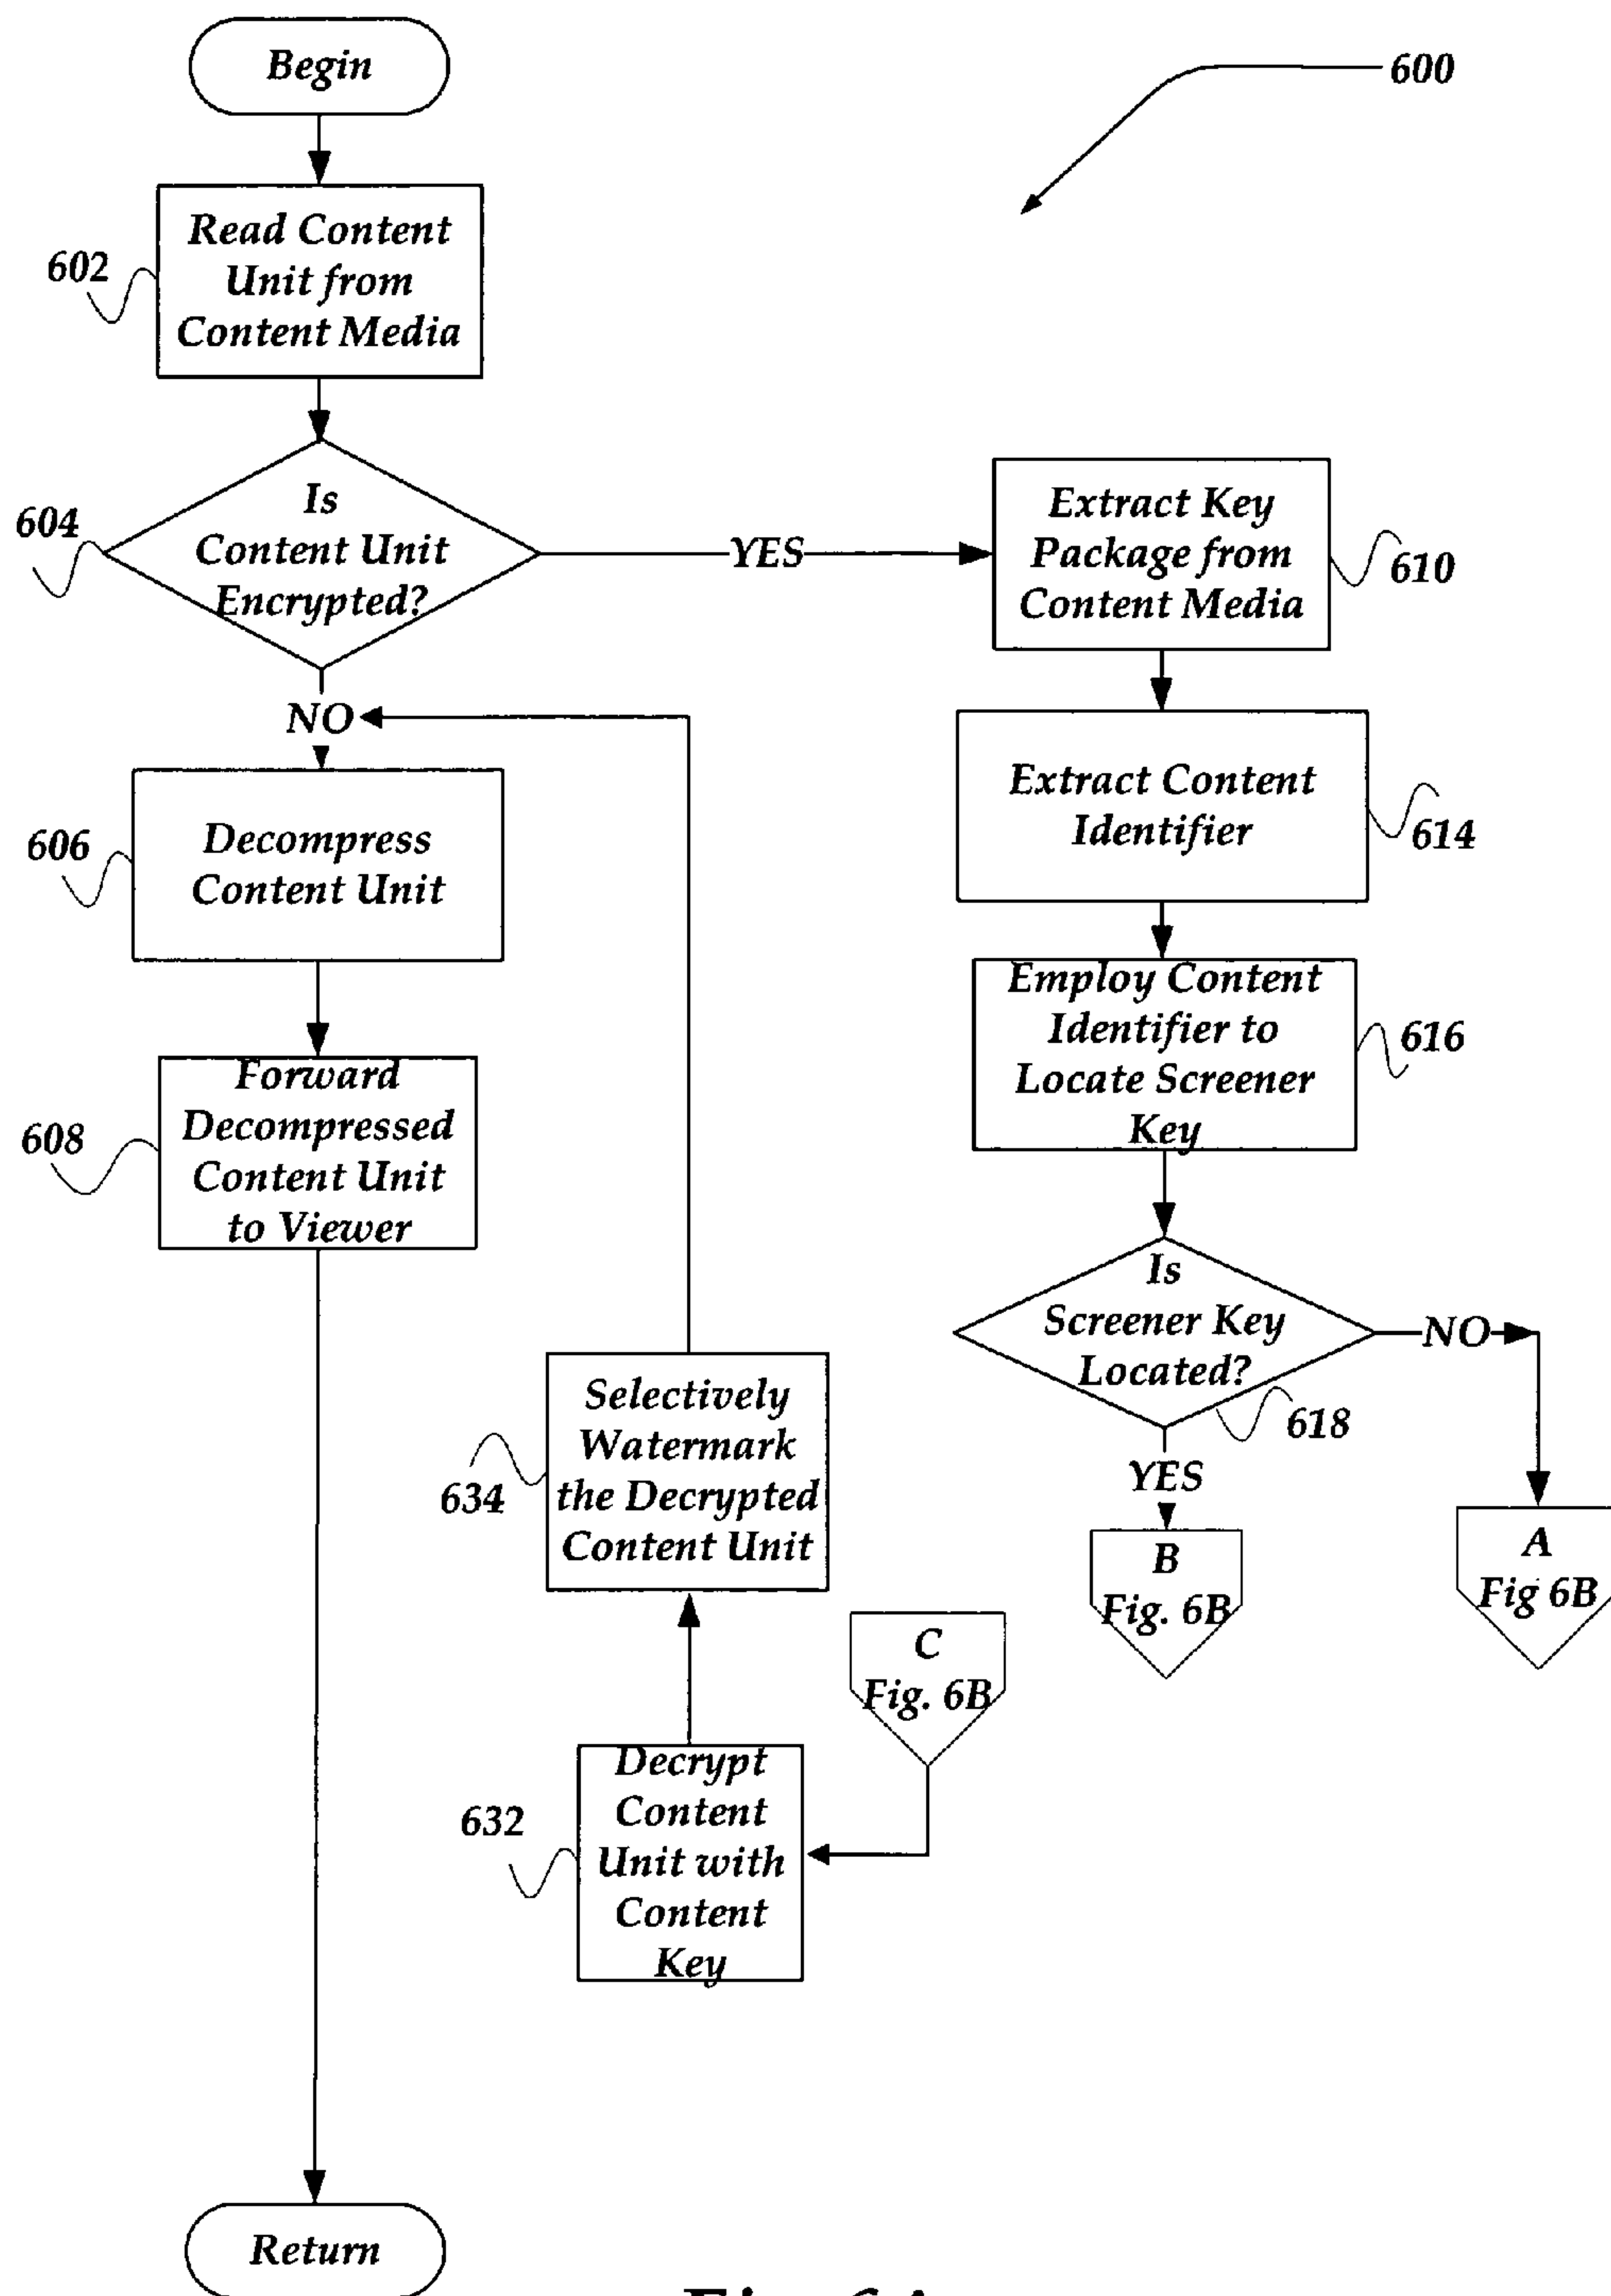 Begin
600
602
Read Content
Unit from
Content Media
604
Is
Content Unit
Encrypted?
YES
610
Extract Key
Package from
Content Media
NO
614
Extract Content
Identifier
606
Decompress
Content Unit
616
Employ Content
Identifier to
Locate Screener
Key
608
Forward
Decompressed
Content Unit
to Viewer
Is
Screener Key
Located?
NO
618
YES
634
Selectively
Watermark
the Decrypted
Content Unit
B
Fig. 6B
A
Fig 6B
C
Fig. 6B
632
Decrypt
Content
Unit with
Content
Key
Return